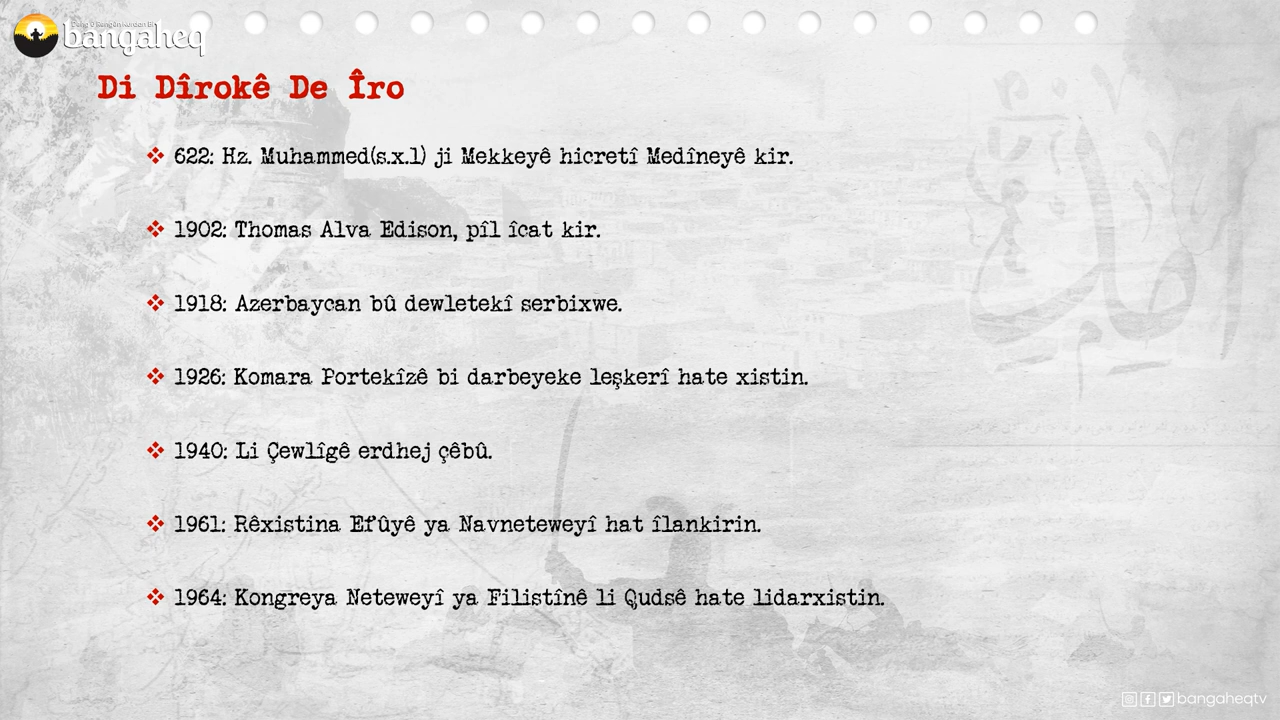 bangaheq
Di Dîrokê De Îro
622: Hz. Muhammed(s.x.l) ji Mekkeyê hicretî Medîneyê kir.
1902: Thomas Alva Edison, pîl îcat kir.
1918: Azerbaycan bû dewletekî serbixwe.
1926: Komara Portekîzê bi darbeyeke leşkerî hate xistin.
1940: Li Çewlîgê erdhej çêbû.
1961: Rêxistina Efûyê ya Navneteweyî hat îlankirin.
1964: Kongreya Neteweyî ya Filistînê li Qudsê hate lidarxistin.
bangaheqtv